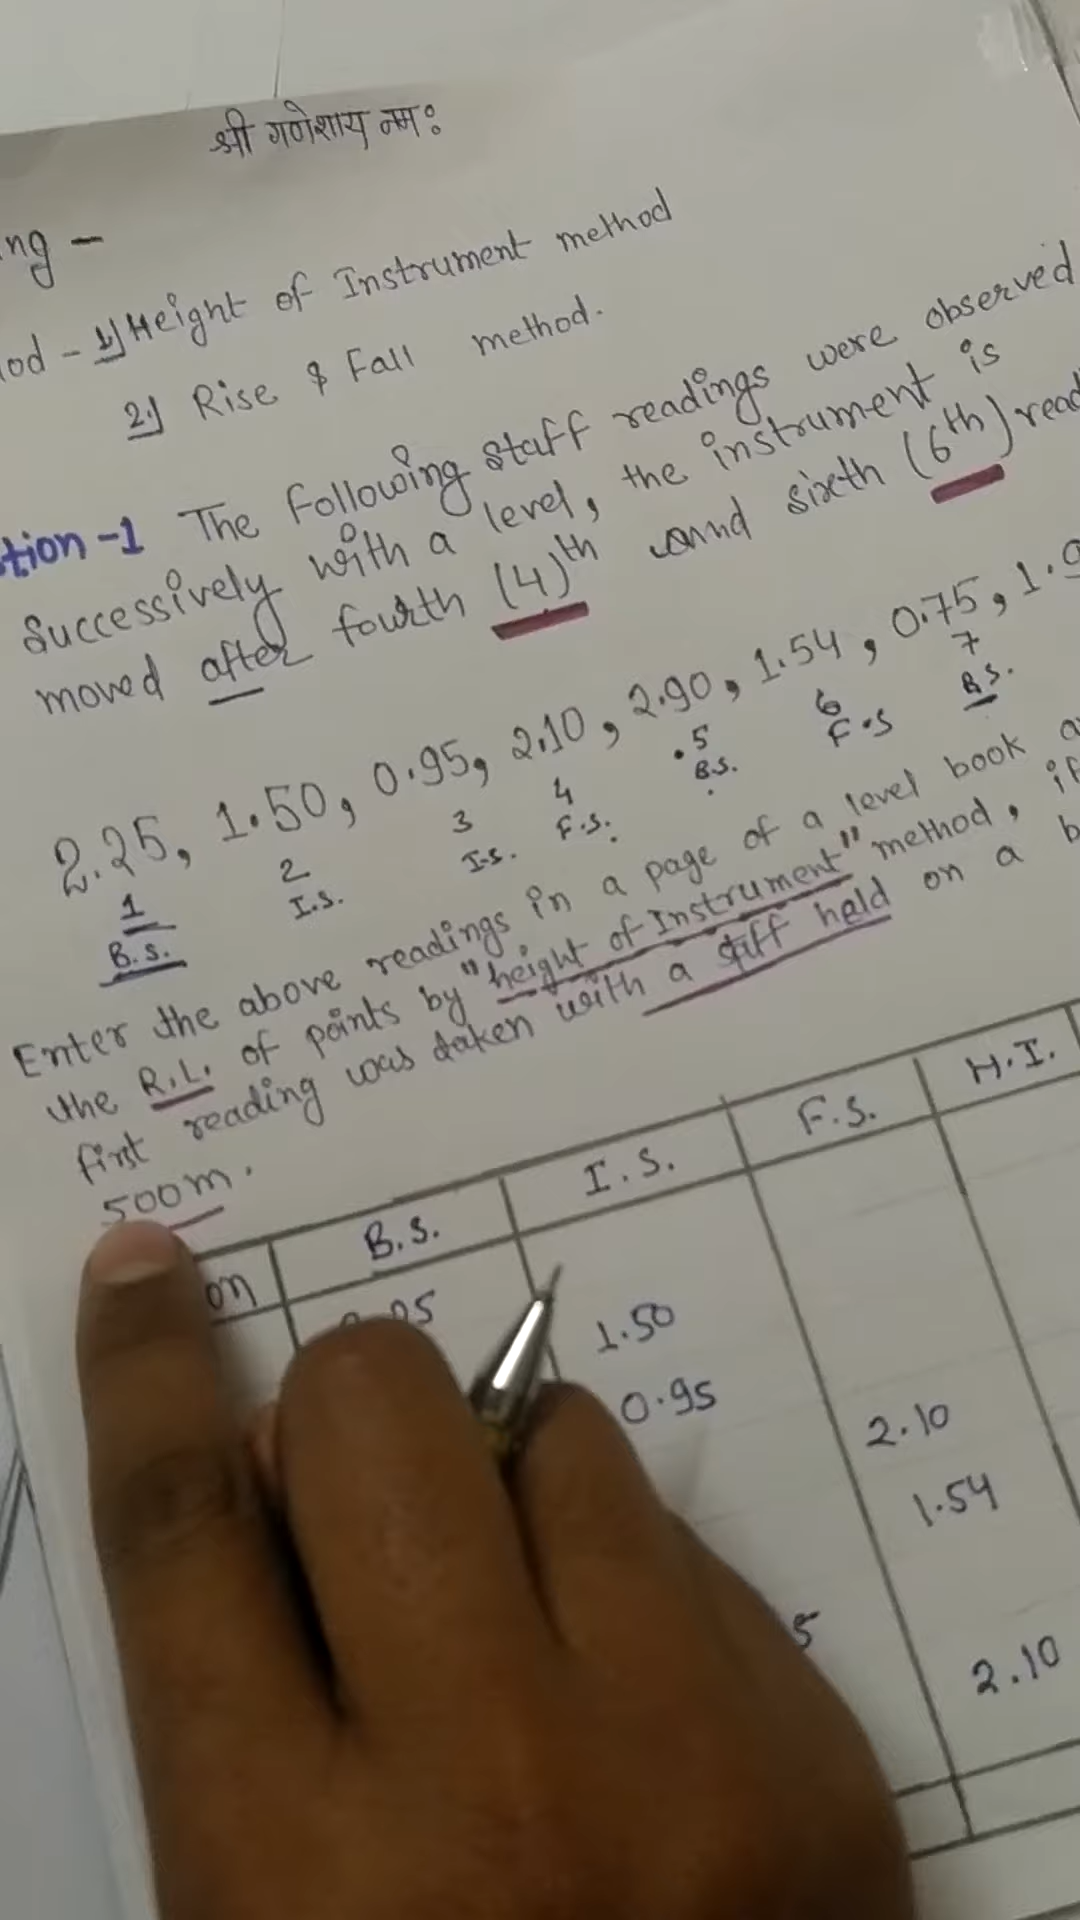 श्री गणेशाय नमः
ng -
od - 1) Height of Instrument method
2.) Rise & Fall method.
tion-1 The following staff readings were observed
successively with a level, the instrument is
moved after fourth (4)th and sixth (6th) read
2.25, 1.50, 0.95, 2.10, 2.90, 1.54, 0.75, 1.9
1 2 3 4 .5 6 7
B.S. I.S. I.S. F.S. B.S. F.S B.S.
Enter the above readings in a page of a level book a
the R.L. of points by "height of Instrument" method, if
first reading was taken with a staff held on a b
500m.
on B.S. I.S. F.S. H.I.
1.50
0.95
2.10
1.54
5
2.10